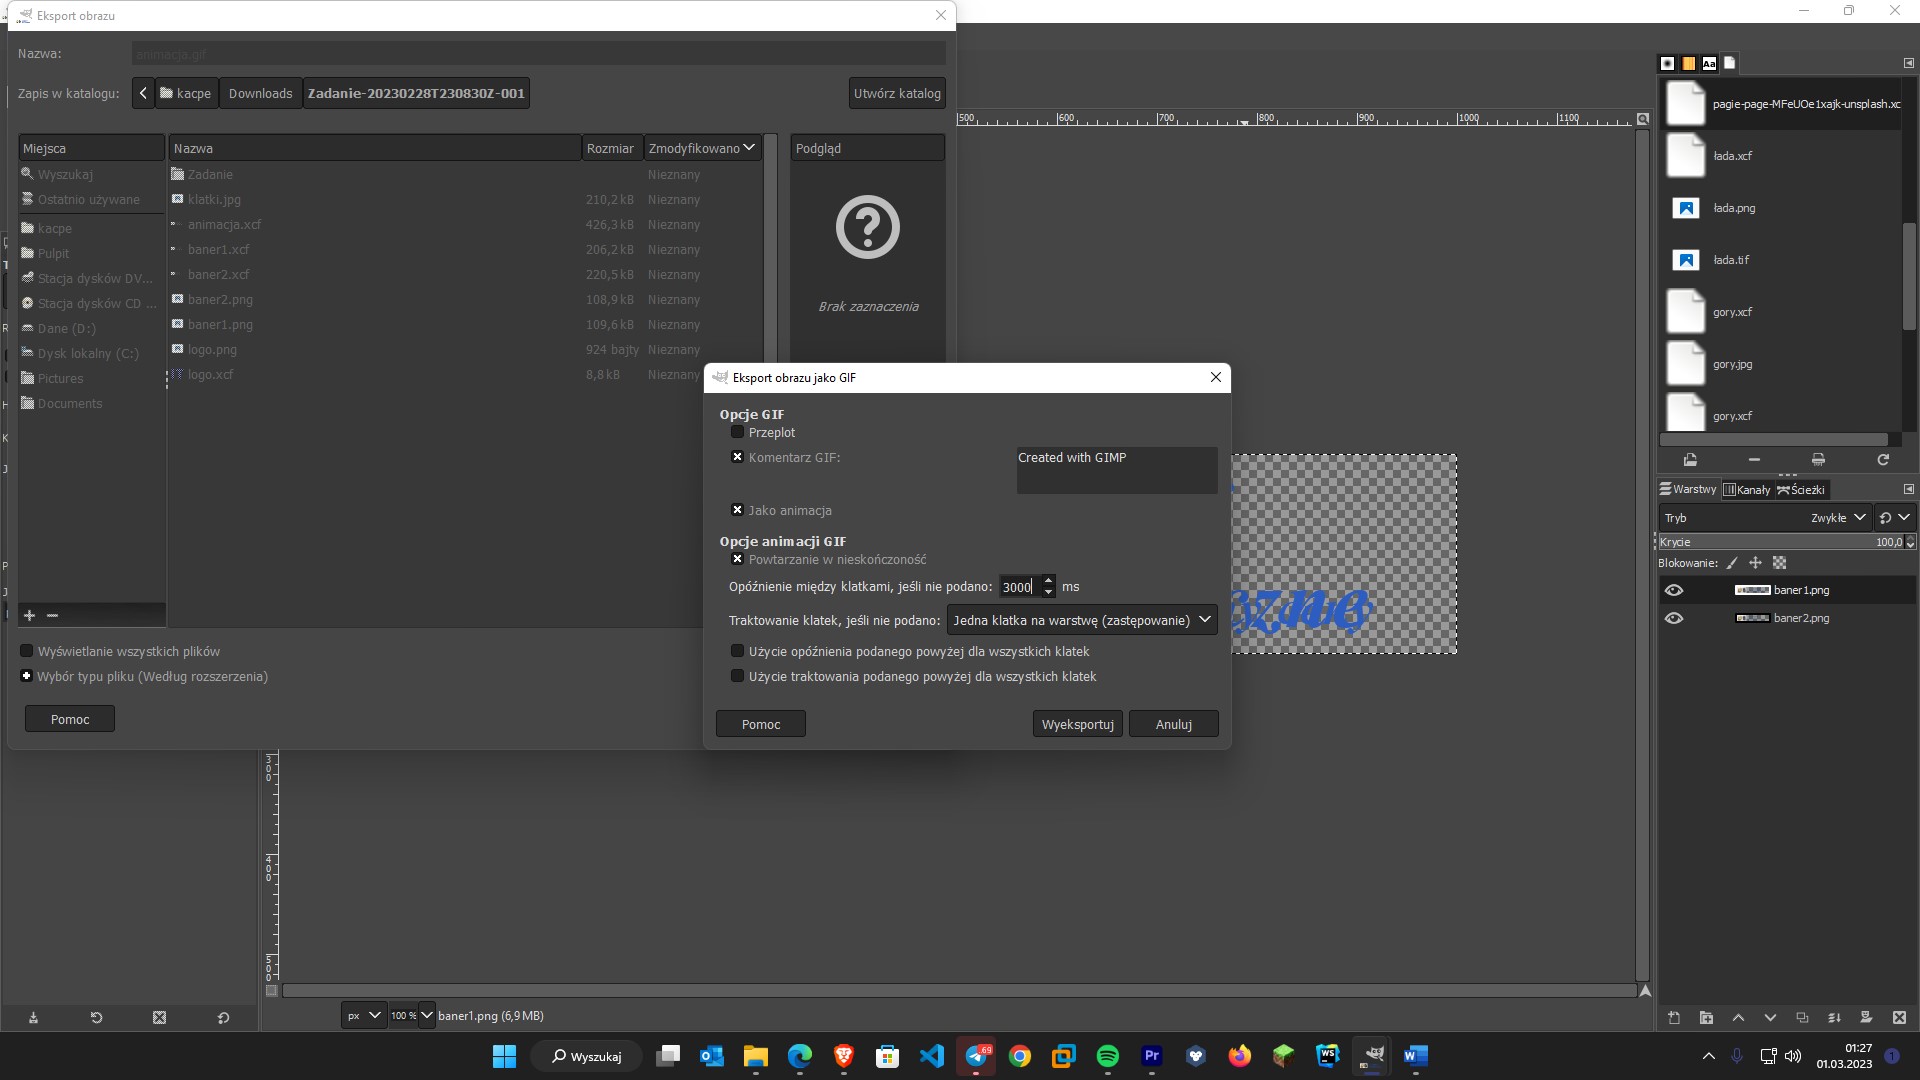 Eksport obrazu
Nazwa:
animacja.gif
Zapis w katalogu:
kacpe
Downloads
Zadanie-20230228T230830Z-001
Utwórz katalog
Miejsca
Wyszukaj
Ostatnio używane
kacpe
Pulpit
Stacja dysków DV...
Stacja dysków CD ...
Dane (D:)
Dysk lokalny (C:)
Pictures
Documents
Nazwa Rozmiar Zmodyfikowano
Zadanie Nieznany
klatki.jpg 210,2 kB Nieznany
animacja.xcf 426,3 kB Nieznany
baner1.xcf 206,2 kB Nieznany
baner2.xcf 220,5 kB Nieznany
baner2.png 108,9 kB Nieznany
baner1.png 109,6 kB Nieznany
logo.png 924 bajty Nieznany
logo.xcf 8,8 kB Nieznany
Podgląd
Brak zaznaczenia
Wyświetlanie wszystkich plików
Wybór typu pliku (Według rozszerzenia)
Pomoc
Eksport obrazu jako GIF
Opcje GIF
Przeplot
Komentarz GIF:
Created with GIMP
Jako animacja
Opcje animacji GIF
Powtarzanie w nieskończoność
Opóźnienie między klatkami, jeśli nie podano: 3000 ms
Traktowanie klatek, jeśli nie podano: Jedna klatka na warstwę (zastępowanie)
Użycie opóźnienia podanego powyżej dla wszystkich klatek
Użycie traktowania podanego powyżej dla wszystkich klatek
Pomoc
Wyeksportuj
Anuluj
500 600 700 800 900 1000 1100
300
400
500
Aa
pagie-page-MFeUOe1xajk-unsplash.xc
łada.xcf
łada.png
łada.tif
gory.xcf
gory.jpg
gory.xcf
Warstwy Kanały Ścieżki
Tryb Zwykłe
Krycie 100,0
Blokowanie:
baner1.png
baner2.png
px 100 % baner1.png (6,9 MB)
Wyszukaj
69
Pr
WS
W
01:27
01.03.2023
1